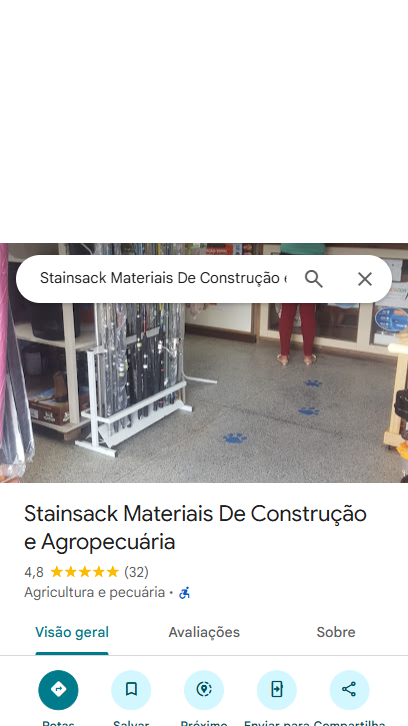 Stainsack Materiais De Construção e
Stainsack Materiais De Construção
e Agropecuária
4,8 (32)
Agricultura e pecuária •
Visão geral Avaliações Sobre
Rotas Salvar Próximo Enviar para Compartilha